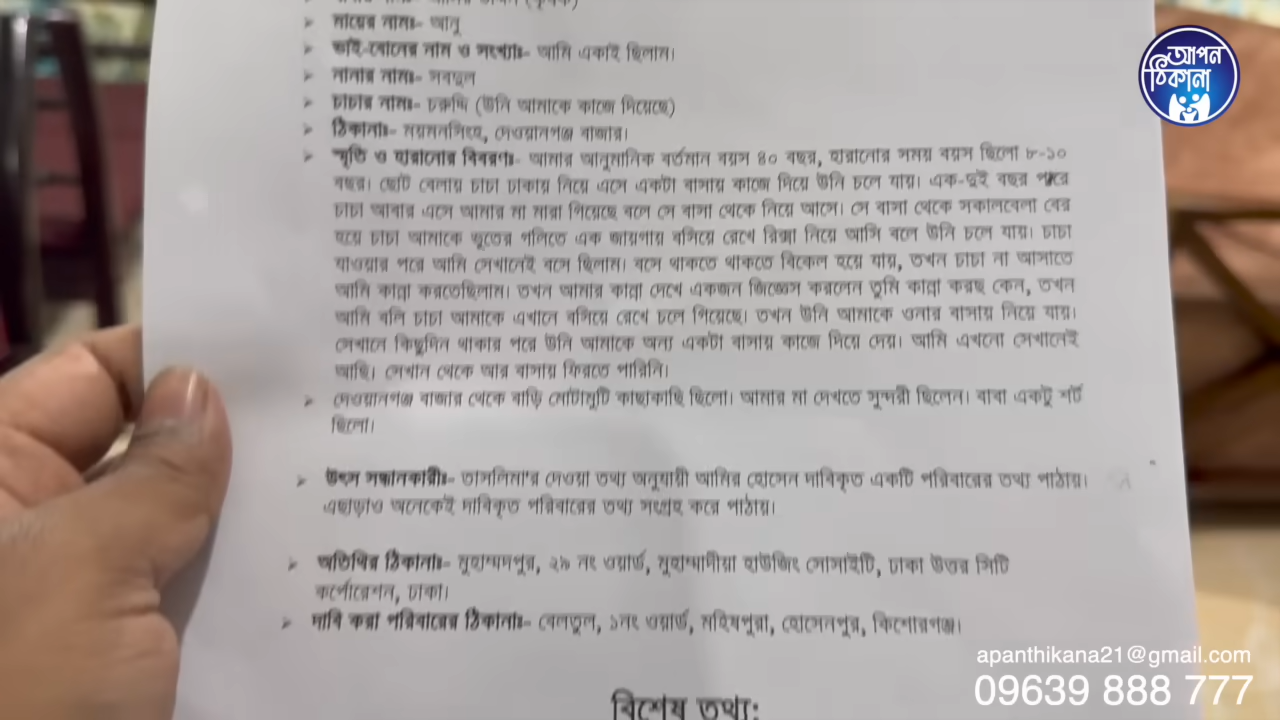 ➤ মায়ের নামঃ- আনু
➤ ভাই-বোনের নাম ও সংখ্যাঃ- আমি একাই ছিলাম।
➤ নানার নামঃ- সবদুল
➤ চাচার নামঃ- চরুদ্দি (উনি আমাকে কাজে দিয়েছে)
➤ ঠিকানাঃ- ময়মনসিংহ, দেওয়ানগঞ্জ বাজার।
➤ স্মৃতি ও হারানোর বিবরণঃ- আমার আনুমানিক বর্তমান বয়স ৪০ বছর, হারানোর সময় বয়স ছিলো ৮-১০
বছর। ছোট বেলায় চাচা ঢাকায় নিয়ে এসে একটা বাসায় কাজে দিয়ে উনি চলে যায়। এক-দুই বছর পরে
চাচা আবার এসে আমার মা মারা গিয়েছে বলে সে বাসা থেকে নিয়ে আসে। সে বাসা থেকে সকালবেলা বের
হয়ে চাচা আমাকে ভূতের গলিতে এক জায়গায় বসিয়ে রেখে রিক্সা নিয়ে আসি বলে উনি চলে যায়। চাচা
যাওয়ার পরে আমি সেখানেই বসে ছিলাম। বসে থাকতে থাকতে বিকেল হয়ে যায়, তখন চাচা না আসাতে
আমি কান্না করতেছিলাম। তখন আমার কান্না দেখে একজন জিজ্ঞেস করলেন তুমি কান্না করছ কেন, তখন
আমি বলি চাচা আমাকে এখানে বসিয়ে রেখে চলে গিয়েছে। তখন উনি আমাকে ওনার বাসায় নিয়ে যায়।
সেখানে কিছুদিন থাকার পরে উনি আমাকে অন্য একটা বাসায় কাজে দিয়ে দেয়। আমি এখনো সেখানেই
আছি। সেখান থেকে আর বাসায় ফিরতে পারিনি।
➤ দেওয়ানগঞ্জ বাজার থেকে বাড়ি মোটামুটি কাছাকাছি ছিলো। আমার মা দেখতে সুন্দরী ছিলেন। বাবা একটু শর্ট
ছিলো।
➤ উৎস সন্ধানকারীঃ- তাসলিমা'র দেওয়া তথ্য অনুযায়ী আমির হোসেন দাবিকৃত একটি পরিবারের তথ্য পাঠায়।
এছাড়াও অনেকেই দাবিকৃত পরিবারের তথ্য সংগ্রহ করে পাঠায়।
➤ অতিথির ঠিকানাঃ- মুহাম্মদপুর, ২৯ নং ওয়ার্ড, মুহাম্মাদীয়া হাউজিং সোসাইটি, ঢাকা উত্তর সিটি
কর্পোরেশন, ঢাকা।
➤ দাবি করা পরিবারের ঠিকানাঃ- বেলতুল, ১নং ওয়ার্ড, মহিষপুরা, হোসেনপুর, কিশোরগঞ্জ।
বিশেষ তথ্য:
আপন
ঠিকানা
apanthikana21@gmail.com
09639 888 777